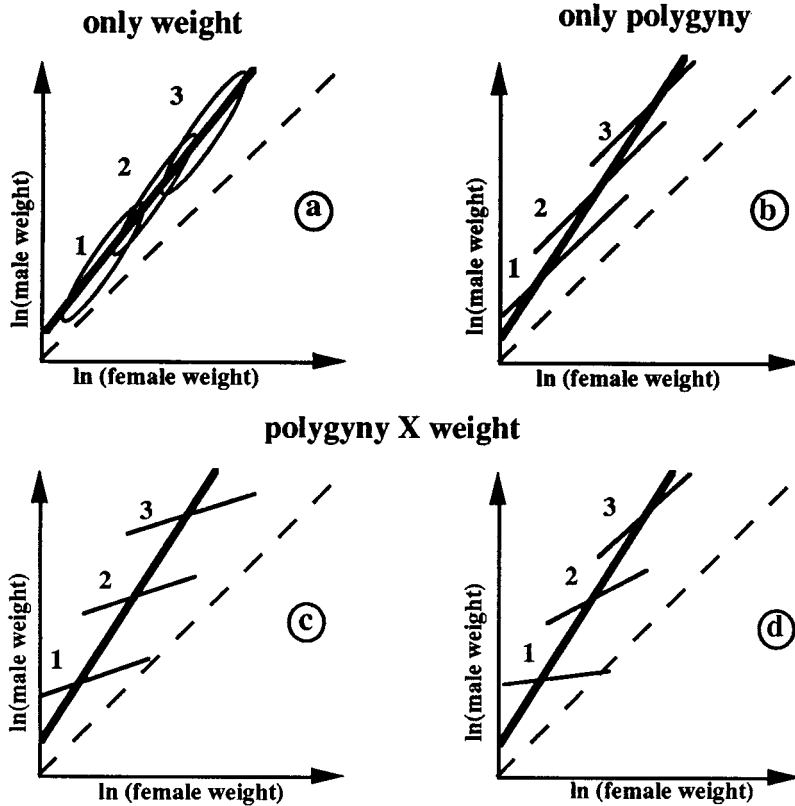 only weight
3
2
1
a
ln(male weight)
ln (female weight)
only polygyny
3
2
1
b
ln(male weight)
ln (female weight)
polygyny X weight
3
2
1
c
ln(male weight)
ln (female weight)
3
2
1
d
ln(male weight)
ln (female weight)